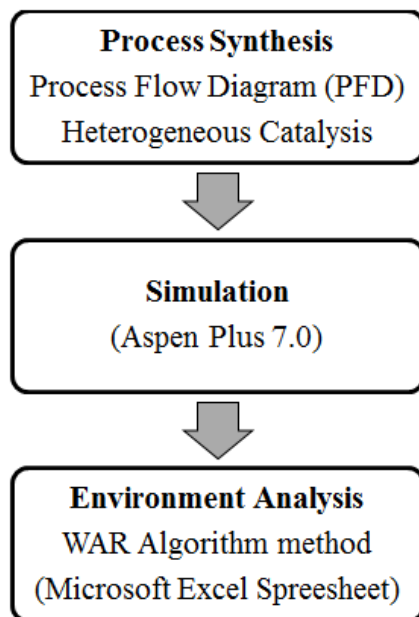 Process Synthesis
Process Flow Diagram (PFD)
Heterogeneous Catalysis
Simulation
(Aspen Plus 7.0)
Environment Analysis
WAR Algorithm method
(Microsoft Excel Spreesheet)